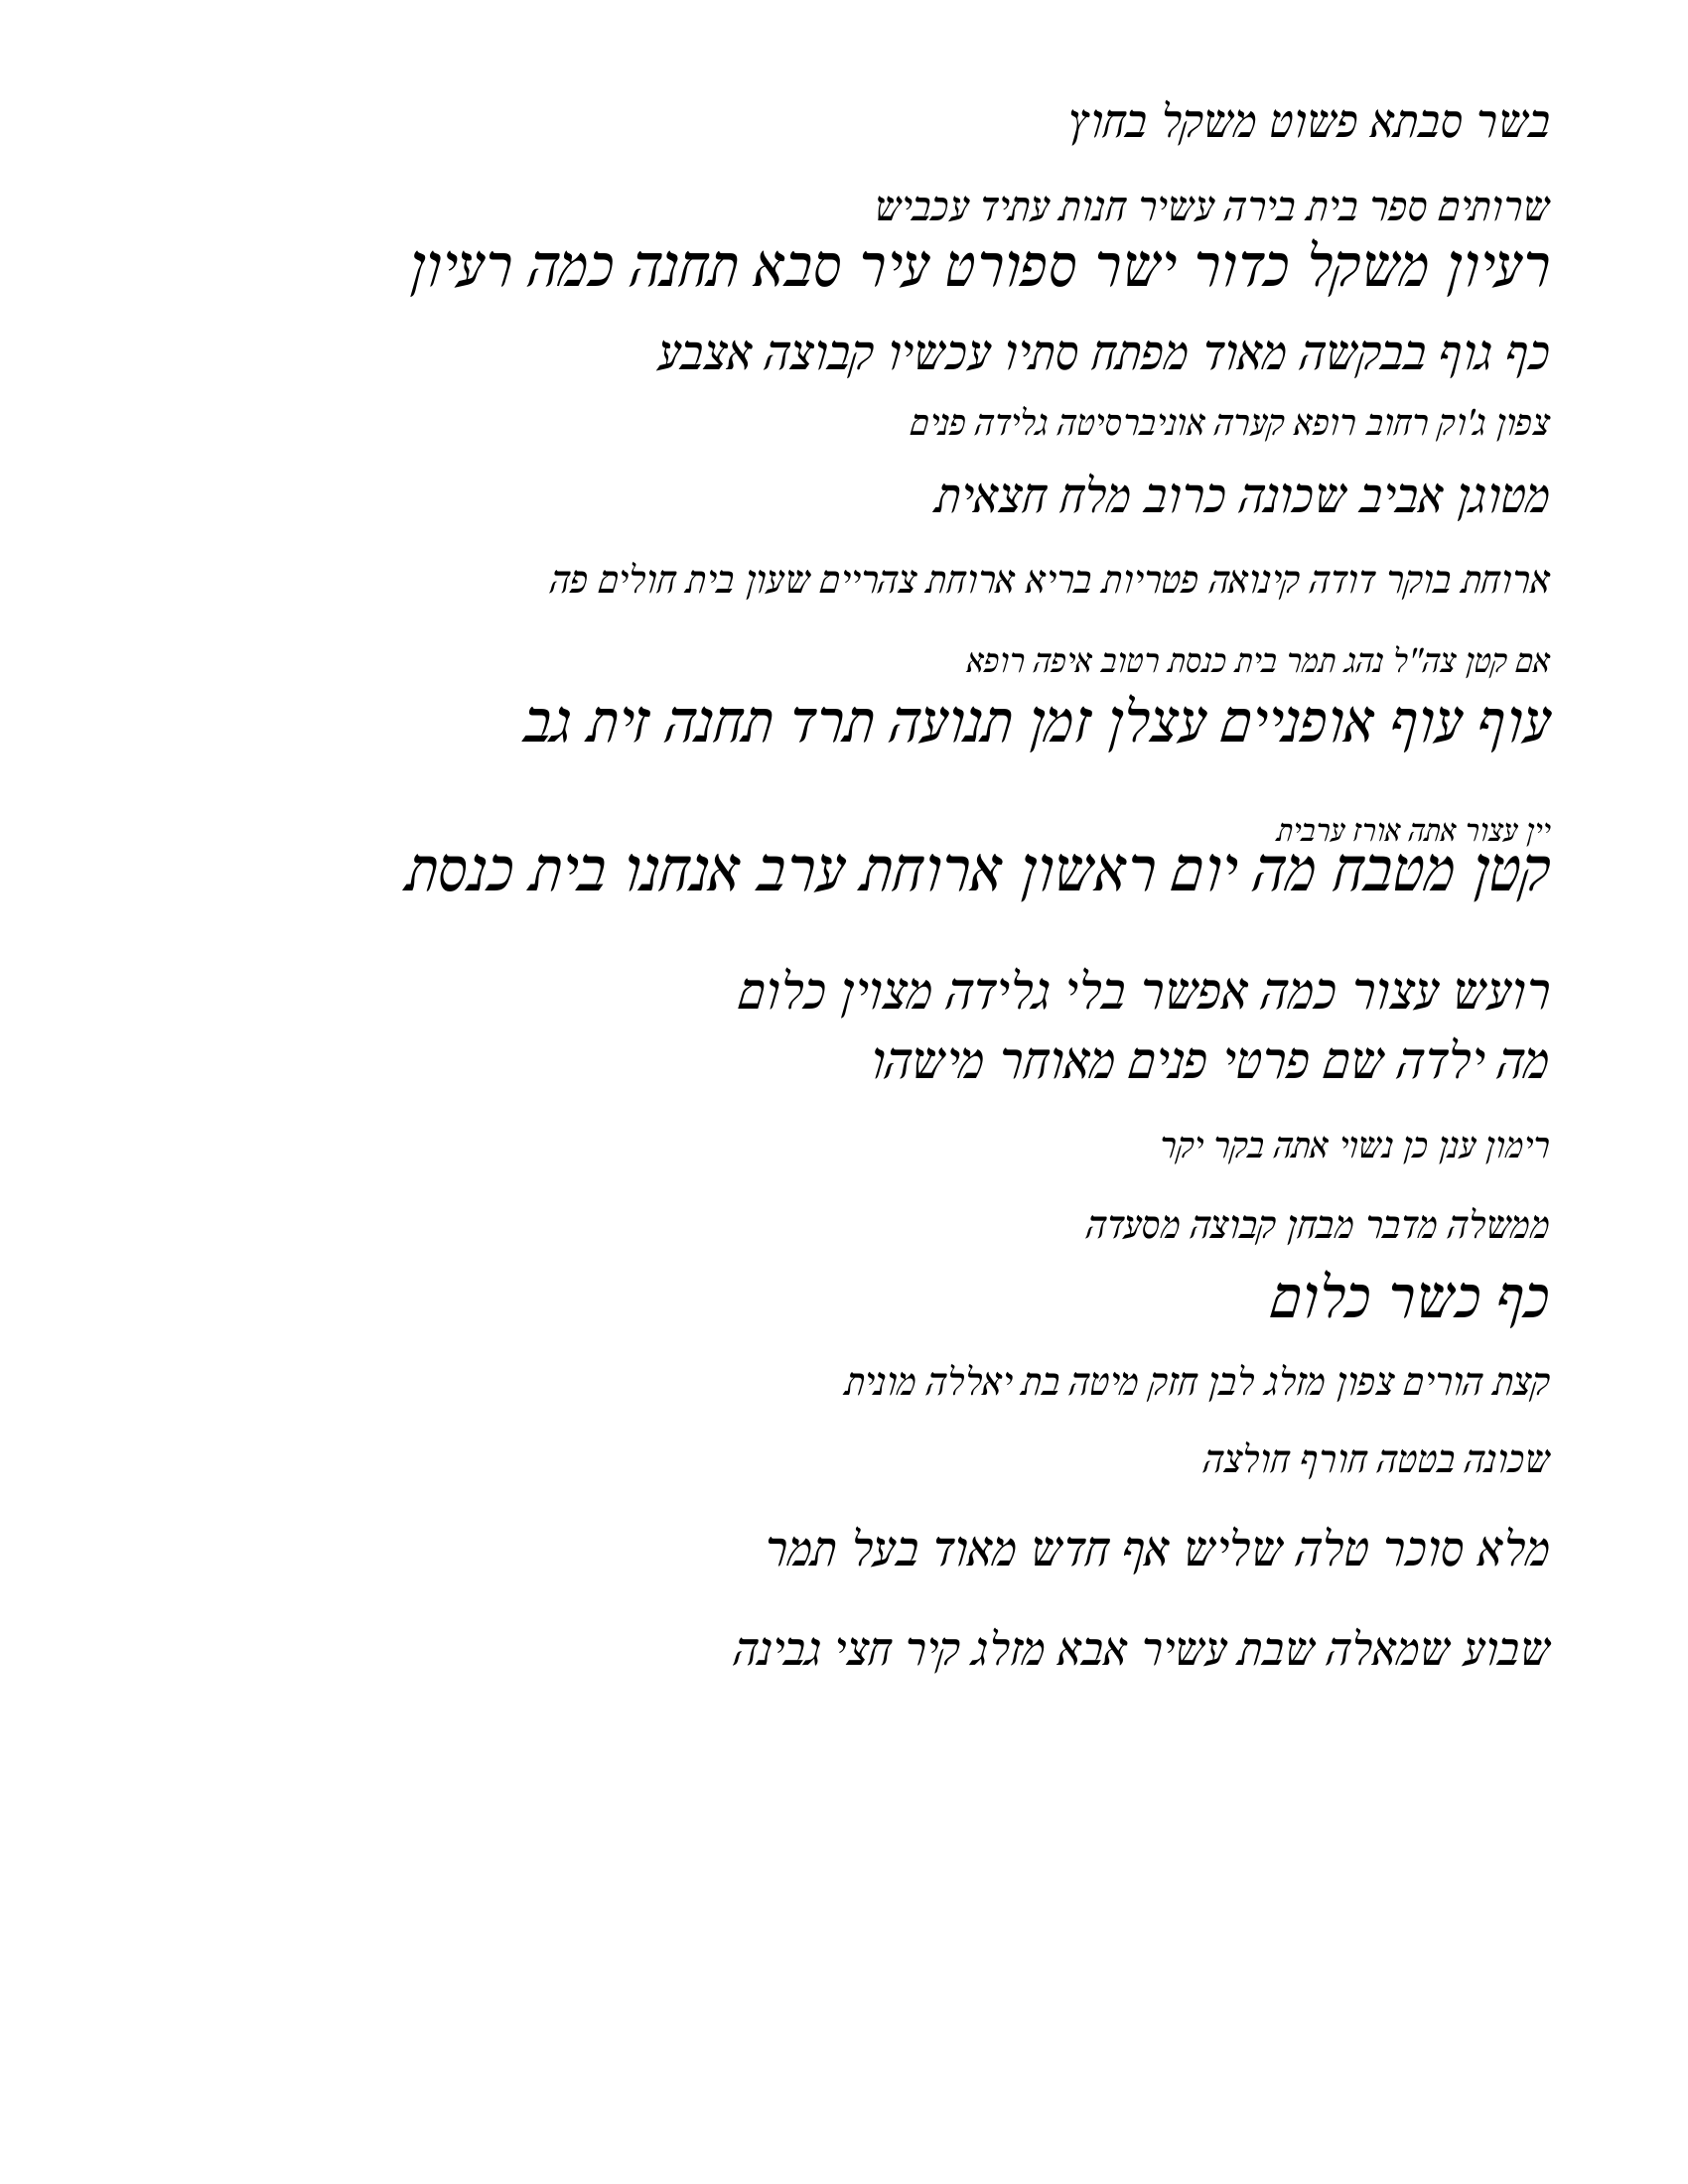 בשר סבתא פשוט משקל בחוץ
שרותים ספר בית בירה עשיר חנות עתיד עכביש
רעיון משקל כדור ישר ספורט עיר סבא תחנה כמה רעיון
כף גוף בבקשה מאוד מפתח סתיו עכשיו קבוצה אצבע
צפון ג'וק רחוב רופא קערה אוניברסיטה גלידה פנים
מטוגן אביב שכונה כרוב מלח חצאית
ארוחת בוקר דודה קינואה פטריות בריא ארוחת צהריים שעון בית חולים פה
אם קטן צה"ל נהג תמר בית כנסת רטוב איפה רופא
עוף עוף אופניים עצלן זמן תנועה תרד תחנה זית גב
יין עצור אתה אורז ערבית
קטן מטבח מה יום ראשון ארוחת ערב אנחנו בית כנסת
רועש עצור כמה אפשר בלי גלידה מצוין כלום
מה ילדה שם פרטי פנים מאוחר מישהו
רימון ענן כן נשוי אתה בקר יקר
ממשלה מדבר מבחן קבוצה מסעדה
כף כשר כלום
קצת הורים צפון מזלג לבן חזק מיטה בת יאללה מונית
שכונה בטטה חורף חולצה
מלא סוכר טלה שליש אף חדש מאוד בעל תמר
שבוע שמאלה שבת עשיר אבא מזלג קיר חצי גבינה